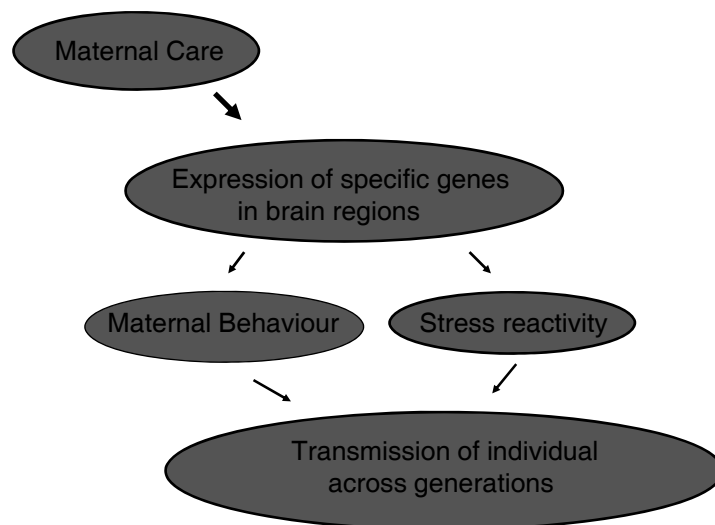 Maternal Care
Expression of specific genes
in brain regions
Maternal Behaviour
Stress reactivity
Transmission of individual
across generations